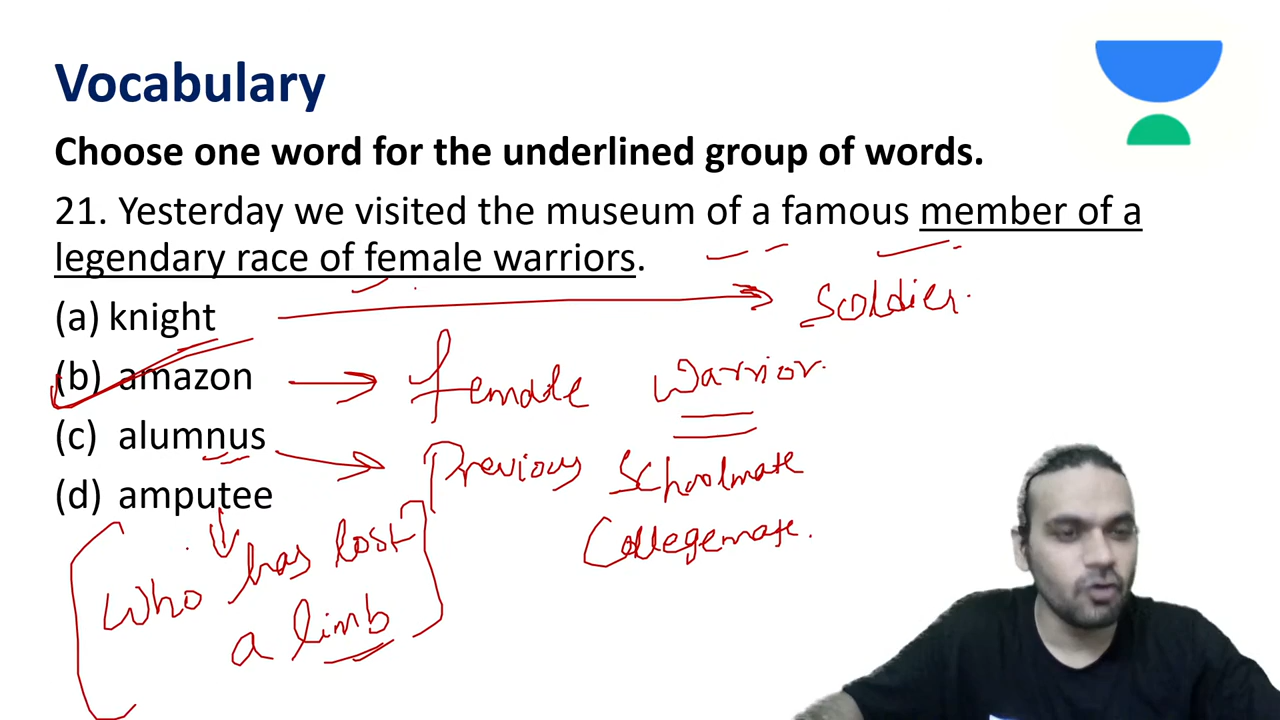 Vocabulary
Choose one word for the underlined group of words.
21. Yesterday we visited the museum of a famous member of a
legendary race of female warriors.
(a) knight
soldier.
(b) amazon
female warrior.
(c) alumnus
Previous Schoolmate
Collegemate.
(d) amputee
who has lost
a limb